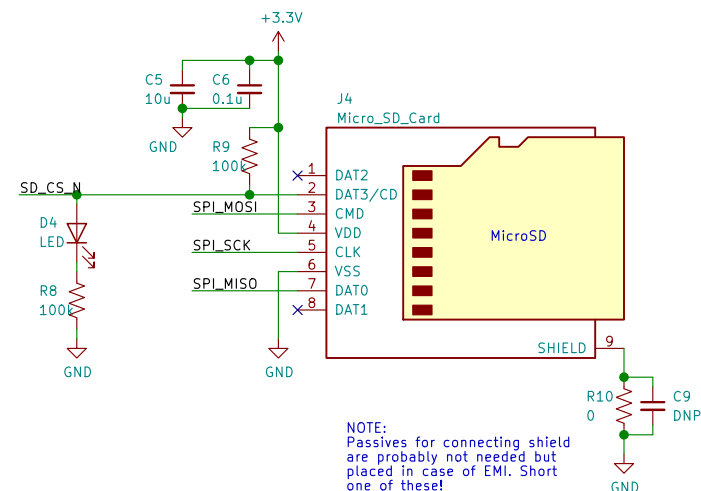 +3.3V
C5
10u
C6
0.1u
GND
R9
100k
J4
Micro_SD_Card
SD_CS_N
SPI_MOSI
SPI_SCK
SPI_MISO
1 DAT2
2 DAT3/CD
3 CMD
4 VDD
5 CLK
6 VSS
7 DAT0
8 DAT1
MicroSD
SHIELD 9
D4
LED
R8
100k
GND
GND
R10
0
C9
DNP
GND
NOTE:
Passives for connecting shield
are probably not needed but
placed in case of EMI. Short
one of these!